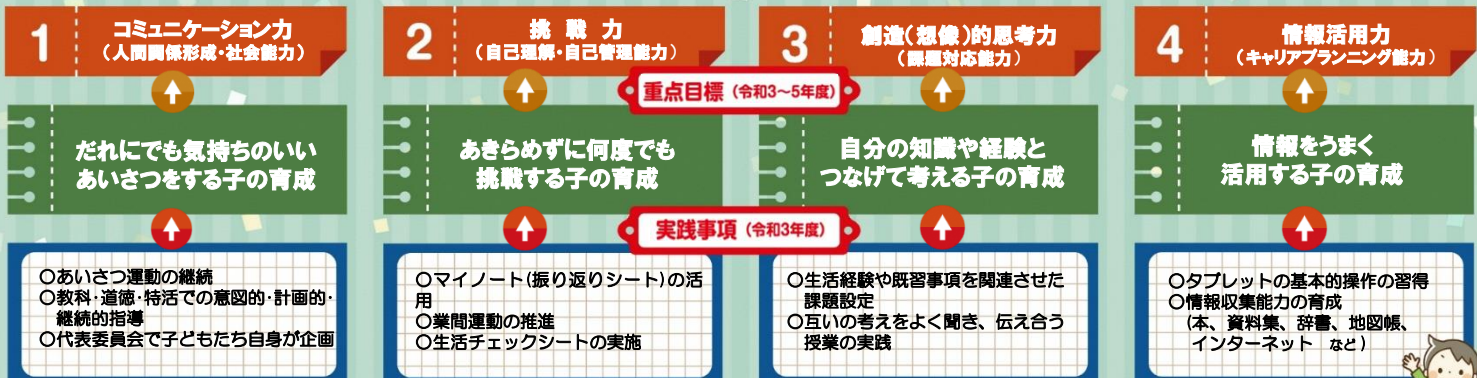 1
コミュニケーション力
（人間関係形成・社会能力）
2
挑 戦 力
（自己理解・自己管理能力）
3
創造（想像）的思考力
（課題対応能力）
4
情報活用力
（キャリアプランニング能力）
重点目標（令和3～5年度）
だれにでも気持ちのいい
あいさつをする子の育成
あきらめずに何度でも
挑戦する子の育成
自分の知識や経験と
つなげて考える子の育成
情報をうまく
活用する子の育成
実践事項（令和3年度）
○あいさつ運動の継続
○教科・道徳・特活での意図的・計画的・
継続的指導
○代表委員会で子どもたち自身が企画
○マイノート（振り返りシート）の活
用
○業間運動の推進
○生活チェックシートの実施
○生活経験や既習事項を関連させた
課題設定
○互いの考えをよく聞き、伝え合う
授業の実践
○タブレットの基本的操作の習得
○情報収集能力の育成
（本、資料集、辞書、地図帳、
インターネット など）